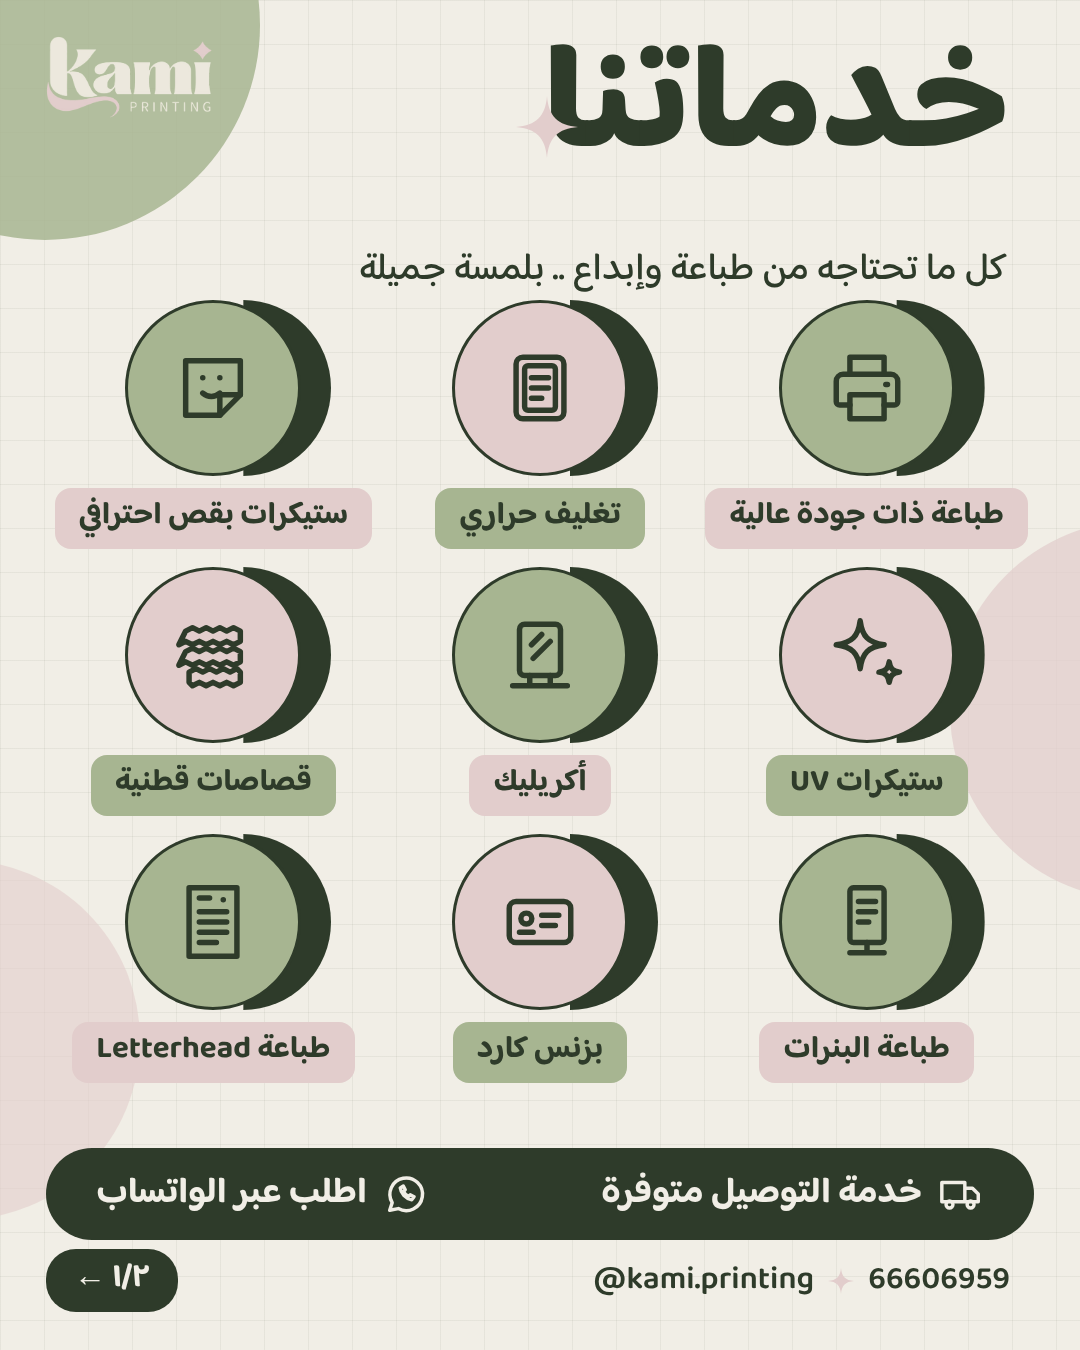 Kami
PRINTING
خدماتنا
كل ما تحتاجه من طباعة وإبداع .. بلمسة جميلة
طباعة ذات جودة عالية
تغليف حراري
ستيكرات بقص احترافي
ستيكرات UV
أكريليك
قصاصات قطنية
طباعة البنرات
بزنس كارد
طباعة Letterhead
خدمة التوصيل متوفرة
اطلب عبر الواتساب
66606959 @kami.printing
١/٢ ←